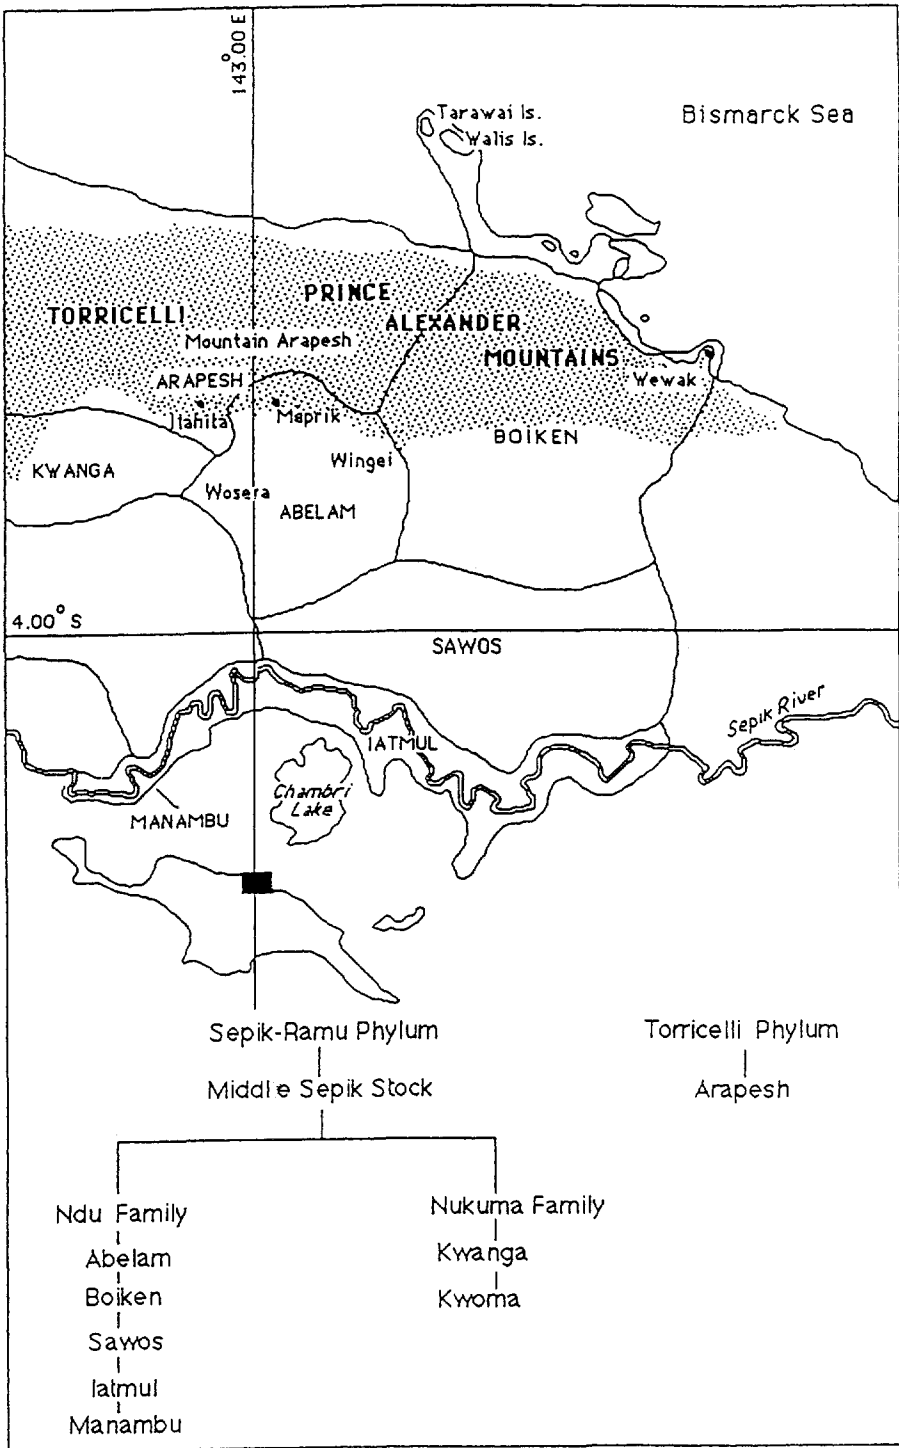 143.00° E
Tarawai Is.
Walis Is.
Bismarck Sea
PRINCE
TORRICELLI
ALEXANDER
Mountain Arapesh
MOUNTAINS
ARAPESH
Wewak
Ilahita
Maprik
BOIKEN
Wingei
KWANGA
Wosera
ABELAM
4.00° S
SAWOS
Sepik River
IATMUL
Chambri
Lake
MANAMBU
Sepik-Ramu Phylum
Torricelli Phylum
Middle Sepik Stock
Arapesh
Ndu Family
Nukuma Family
Abelam
Kwanga
Boiken
Kwoma
Sawos
Iatmul
Manambu